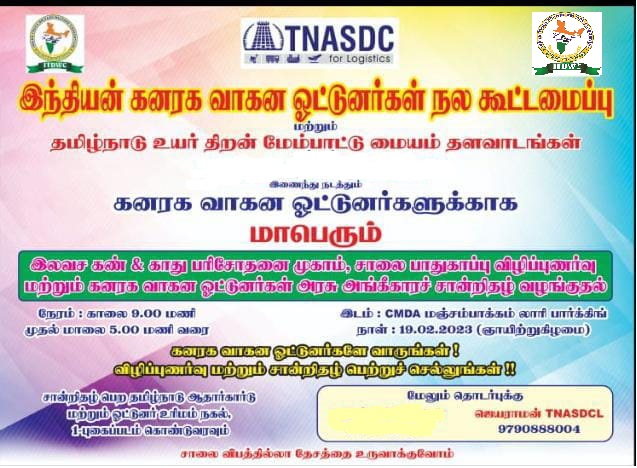 ITDWC
TNASDC
for Logistics
இந்தியன் கனரக வாகன ஓட்டுனர்கள் நல கூட்டமைப்பு
மற்றும்
தமிழ்நாடு உயர் திறன் மேம்பாட்டு மையம் தளவாடங்கள்
இணைந்து நடத்தும்
கனரக வாகன ஓட்டுனர்களுக்காக
மாபெரும்
இலவச கண் & காது பரிசோதனை முகாம், சாலை பாதுகாப்பு விழிப்புணர்வு
மற்றும் கனரக வாகன ஓட்டுனர்கள் அரசு அங்கீகாரச் சான்றிதழ் வழங்குதல்
நேரம் : காலை 9.00 மணி
முதல் மாலை 5.00 மணி வரை
இடம் : CMDA மஞ்சம்பாக்கம் லாரி பார்க்கிங்
நாள் : 19.02.2023 (ஞாயிற்றுகிழமை)
கனரக வாகன ஓட்டுனர்களே வாருங்கள் !
விழிப்புணர்வு மற்றும் சான்றிதழ் பெற்றுச் செல்லுங்கள் !!
சான்றிதழ் பெற தமிழ்நாடு ஆதார்கார்டு
மற்றும் ஓட்டுனர் உரிமம் நகல்,
1-புகைப்படம் கொண்டுவரவும்
மேலும் தொடர்புக்கு
ஜெயராமன் TNASDCL
9790888004
சாலை விபத்தில்லா தேசத்தை உருவாக்குவோம்